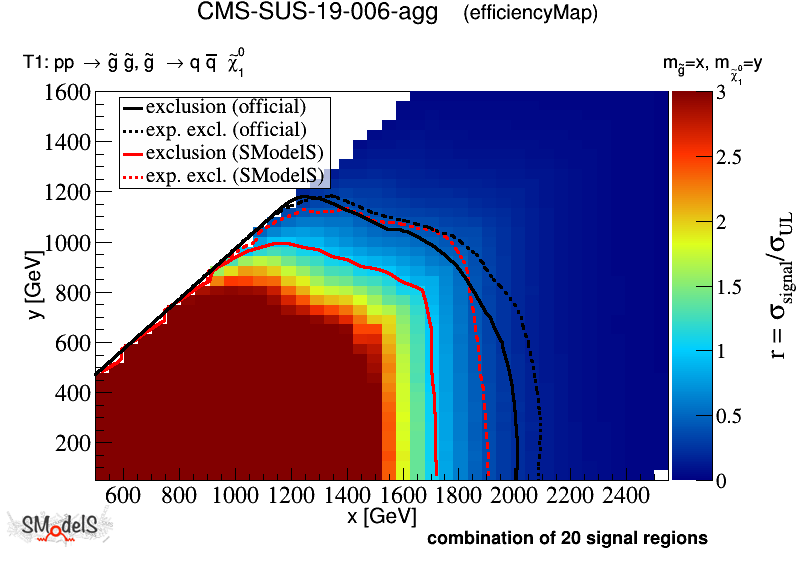 CMS-SUS-19-006-agg (efficiencyMap)
T1: pp → g̃ g̃, g̃ → q q̅ χ̃₁⁰ m_g̃=x, m_χ̃₁⁰=y
exclusion (official)
exp. excl. (official)
exclusion (SModelS)
exp. excl. (SModelS)
1600
1400
1200
1000
800
600
400
200
y [GeV]
600 800 1000 1200 1400 1600 1800 2000 2200 2400
x [GeV]
3
2.5
2
1.5
1
0.5
0
r = σ_signal/σ_UL
SModelS
combination of 20 signal regions